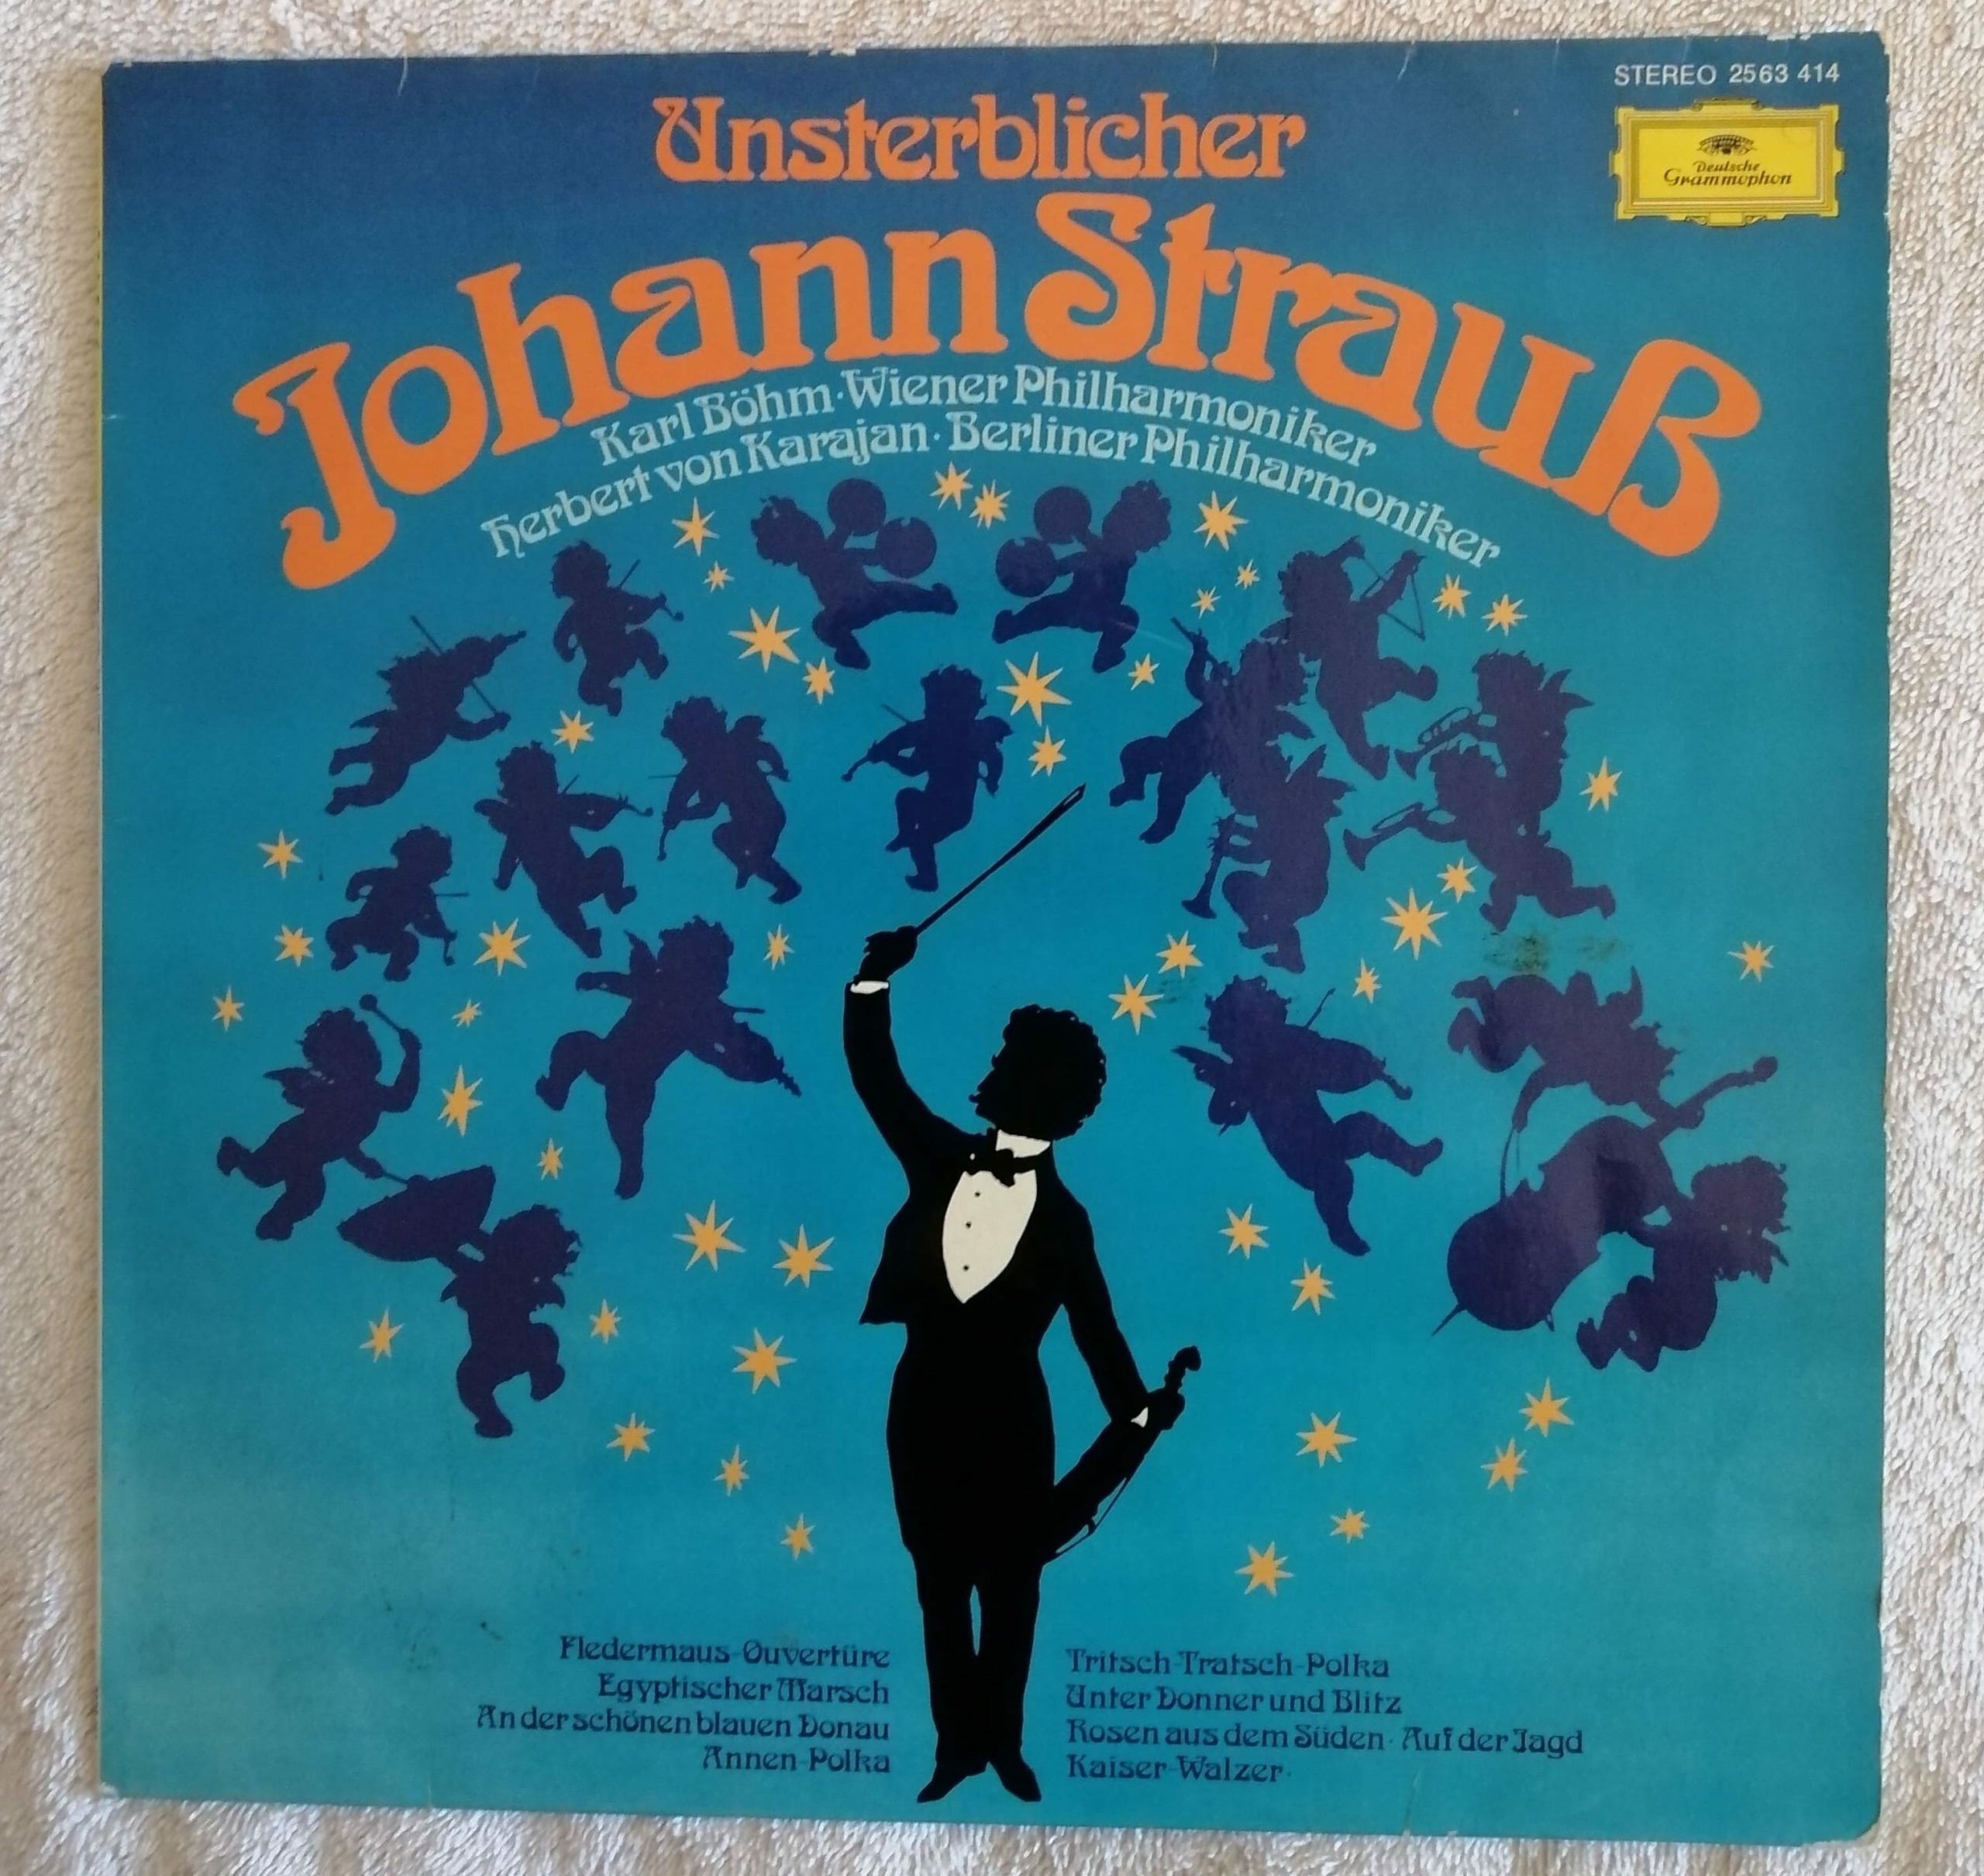 STEREO 2563 414
Deutsche
Grammophon
Unsterblicher
Johann Strauß
Karl Böhm · Wiener Philharmoniker
Herbert von Karajan · Berliner Philharmoniker
Fledermaus-Ouvertüre
Egyptischer Marsch
An der schönen blauen Donau
Annen-Polka
Tritsch-Tratsch-Polka
Unter Donner und Blitz
Rosen aus dem Süden · Auf der Jagd
Kaiser-Walzer